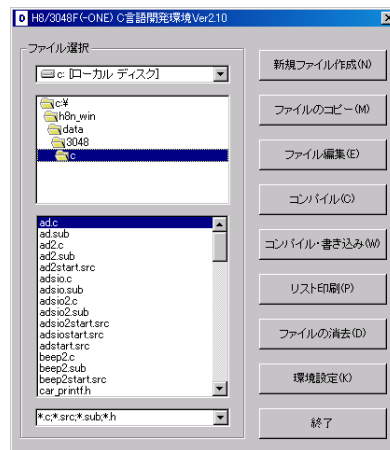 H8/3048F(-ONE) C言語開発環境Ver2.10
ファイル選択
c: [ローカル ディスク]
c:¥
h8n_win
data
3048
c
ad.c
ad.sub
ad2.c
ad2.sub
ad2start.src
adsio.c
adsio.sub
adsio2.c
adsio2.sub
adsio2start.src
adsiostart.src
adstart.src
beep2.c
beep2.sub
beep2start.src
car_printf.h
*.c;*.src;*.sub;*.h
新規ファイル作成(N)
ファイルのコピー(M)
ファイル編集(E)
コンパイル(C)
コンパイル・書き込み(W)
リスト印刷(P)
ファイルの消去(D)
環境設定(K)
終了